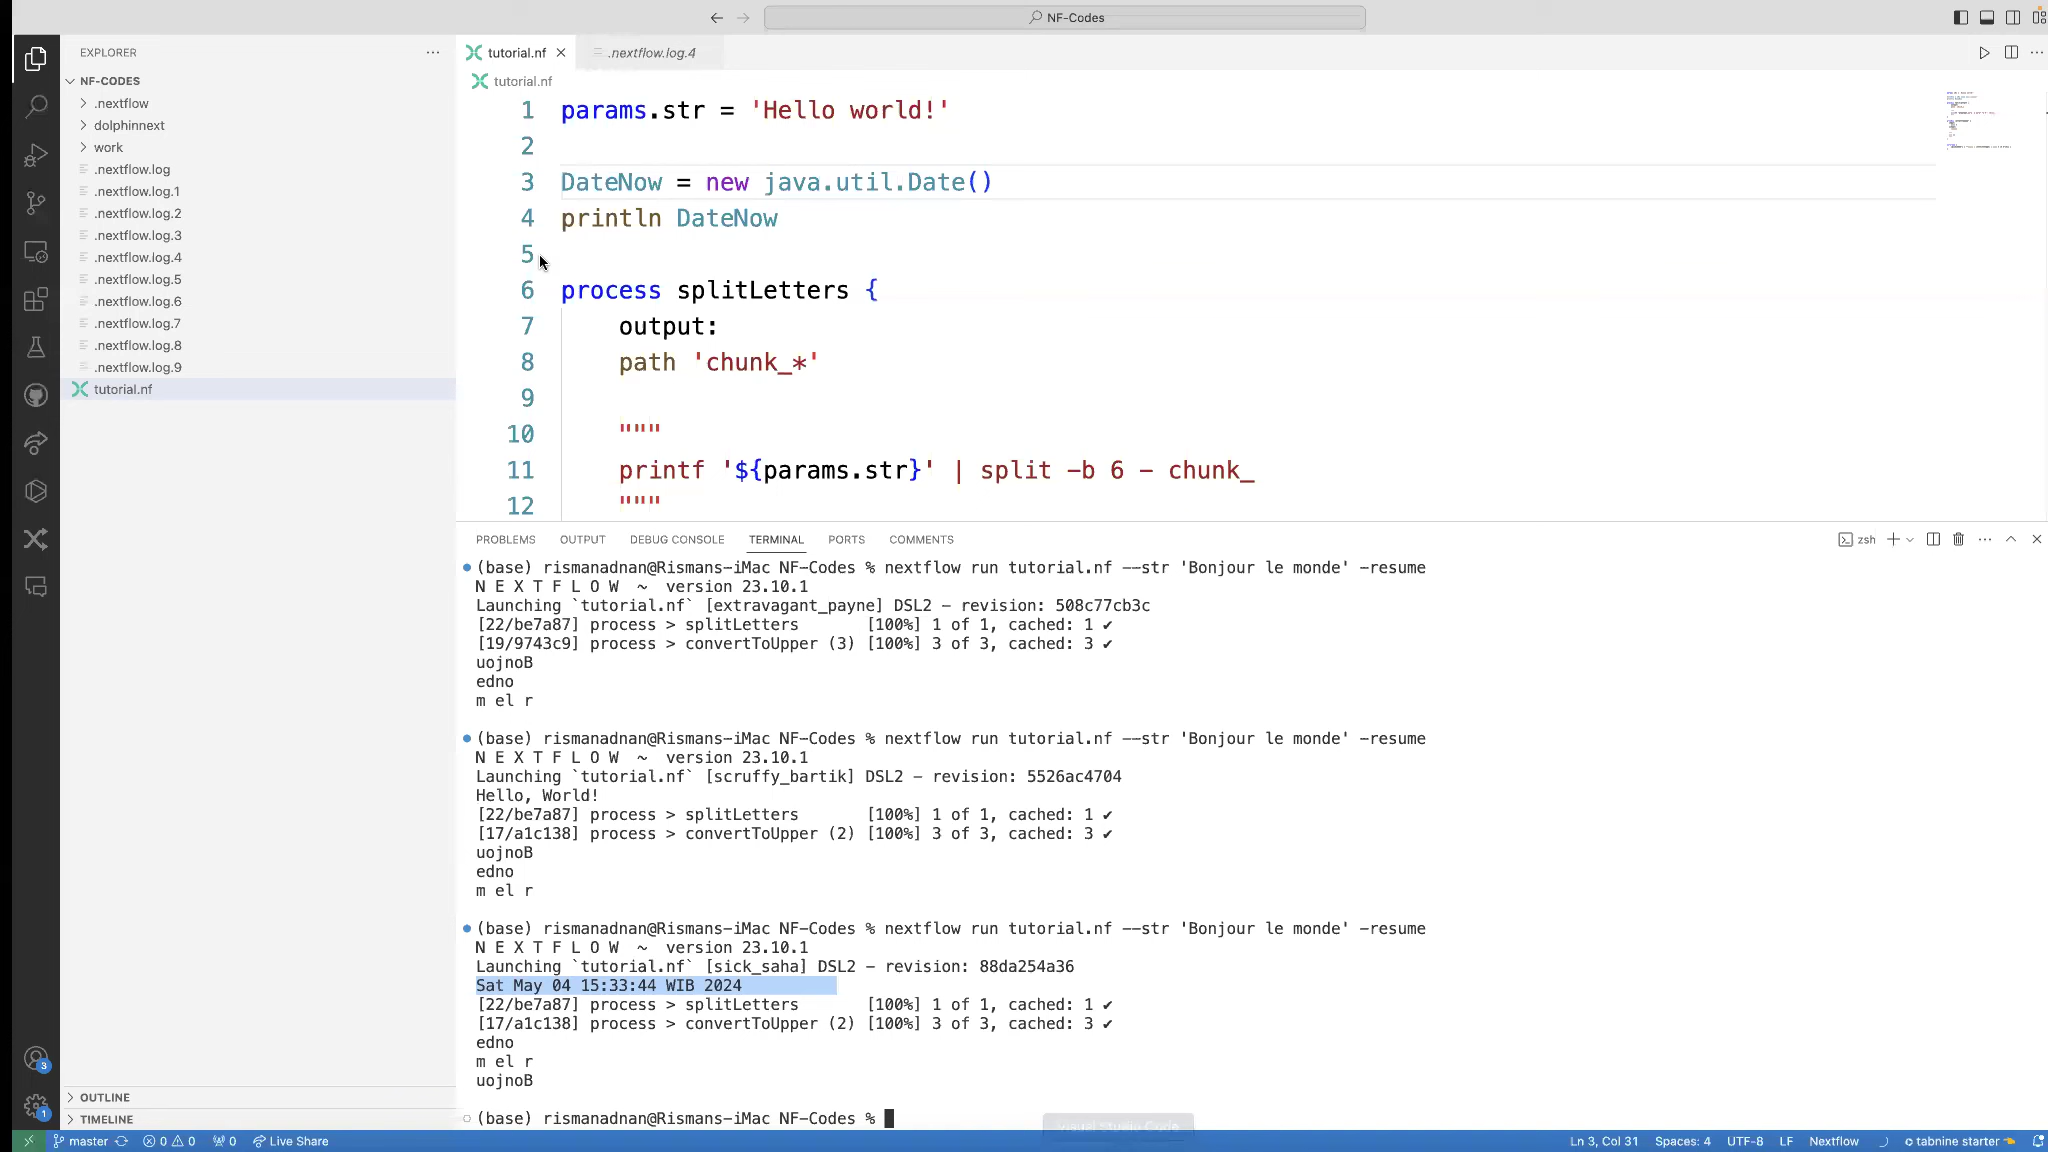 NF-Codes
EXPLORER
NF-CODES
.nextflow
dolphinnext
work
.nextflow.log
.nextflow.log.1
.nextflow.log.2
.nextflow.log.3
.nextflow.log.4
.nextflow.log.5
.nextflow.log.6
.nextflow.log.7
.nextflow.log.8
.nextflow.log.9
tutorial.nf
OUTLINE
TIMELINE
3
1
tutorial.nf
.nextflow.log.4
tutorial.nf
1 params.str = 'Hello world!'
2
3 DateNow = new java.util.Date()
4 println DateNow
5
6 process splitLetters {
7 output:
8 path 'chunk_*'
9
10 """
11 printf '${params.str}' | split -b 6 - chunk_
12 """
PROBLEMS OUTPUT DEBUG CONSOLE TERMINAL PORTS COMMENTS
zsh
(base) rismanadnan@Rismans-iMac NF-Codes % nextflow run tutorial.nf --str 'Bonjour le monde' -resume
N E X T F L O W ~ version 23.10.1
Launching `tutorial.nf` [extravagant_payne] DSL2 - revision: 508c77cb3c
[22/be7a87] process > splitLetters [100%] 1 of 1, cached: 1 ✔
[19/9743c9] process > convertToUpper (3) [100%] 3 of 3, cached: 3 ✔
uojnoB
edno
m el r
(base) rismanadnan@Rismans-iMac NF-Codes % nextflow run tutorial.nf --str 'Bonjour le monde' -resume
N E X T F L O W ~ version 23.10.1
Launching `tutorial.nf` [scruffy_bartik] DSL2 - revision: 5526ac4704
Hello, World!
[22/be7a87] process > splitLetters [100%] 1 of 1, cached: 1 ✔
[17/a1c138] process > convertToUpper (2) [100%] 3 of 3, cached: 3 ✔
uojnoB
edno
m el r
(base) rismanadnan@Rismans-iMac NF-Codes % nextflow run tutorial.nf --str 'Bonjour le monde' -resume
N E X T F L O W ~ version 23.10.1
Launching `tutorial.nf` [sick_saha] DSL2 - revision: 88da254a36
Sat May 04 15:33:44 WIB 2024
[22/be7a87] process > splitLetters [100%] 1 of 1, cached: 1 ✔
[17/a1c138] process > convertToUpper (2) [100%] 3 of 3, cached: 3 ✔
edno
m el r
uojnoB
(base) rismanadnan@Rismans-iMac NF-Codes %
Visual Studio Code
master 0 0 0 Live Share Ln 3, Col 31 Spaces: 4 UTF-8 LF Nextflow tabnine starter